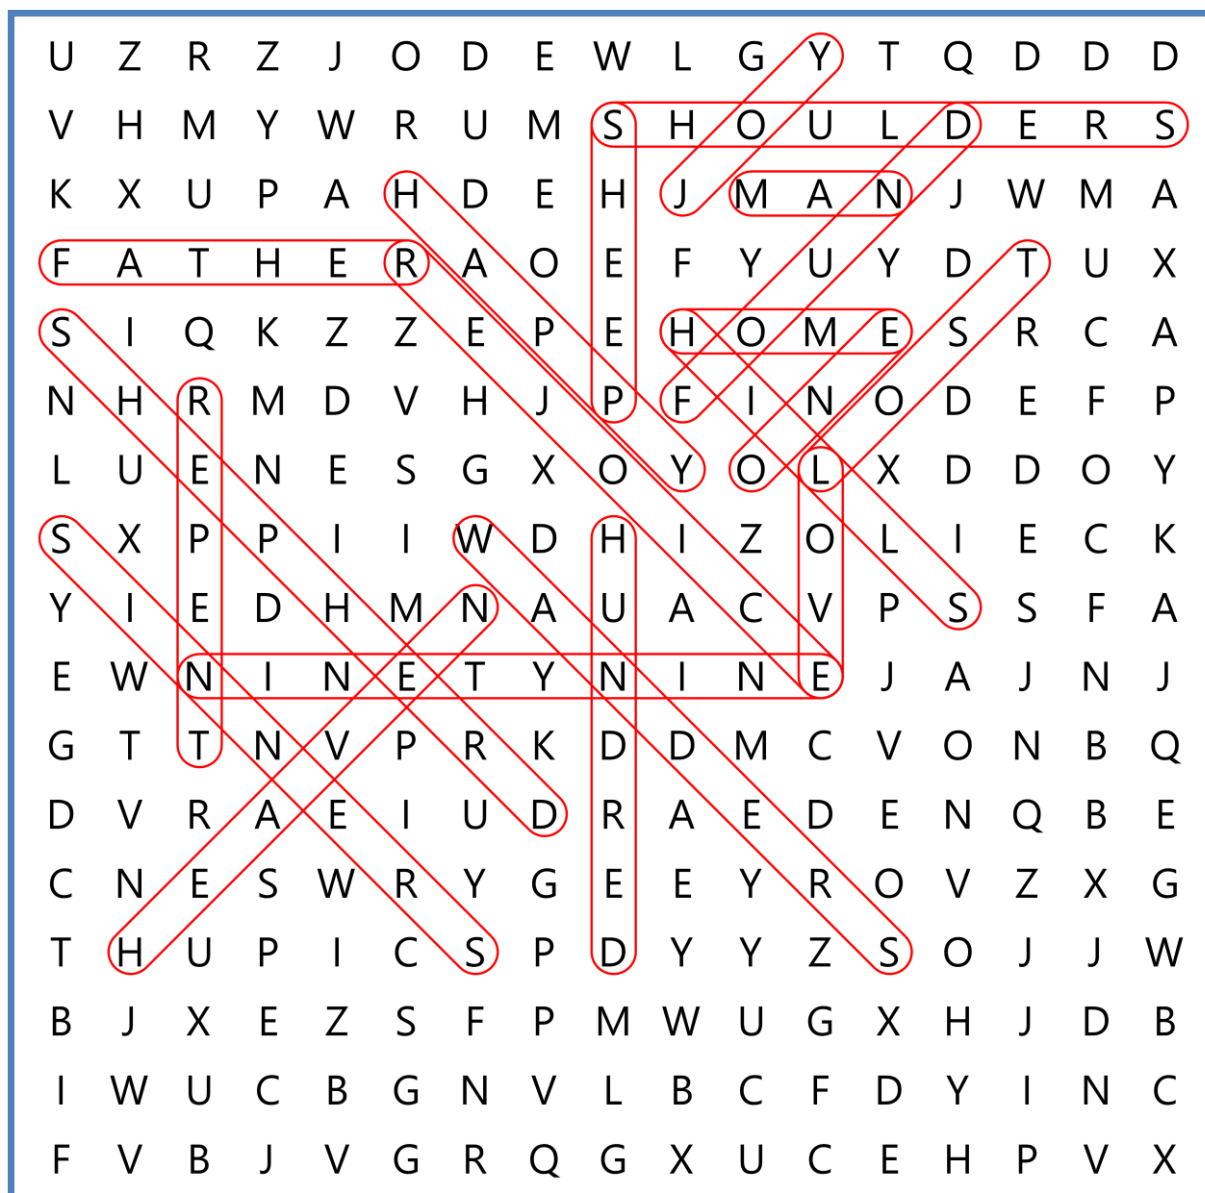 U Z R Z J O D E W L G Y T Q D D D
V H M Y W R U M S H O U L D E R S
K X U P A H D E H J M A N J W M A
F A T H E R A O E F Y U Y D T U X
S I Q K Z Z E P E H O M E S R C A
N H R M D V H J P F I N O D E F P
L U E N E S G X O Y O L X D D O Y
S X P P I I W D H I Z O L I E C K
Y I E D H M N A U A C V P S S F A
E W N I N E T Y N I N E J A J N J
G T T N V P R K D D M C V O N B Q
D V R A E I U D R A E D E N Q B E
C N E S W R Y G E E Y R O V Z X G
T H U P I C S P D Y Y Z S O J J W
B J X E Z S F P M W U G X H J D B
I W U C B G N V L B C F D Y I N C
F V B J V G R Q G X U C E H P V X